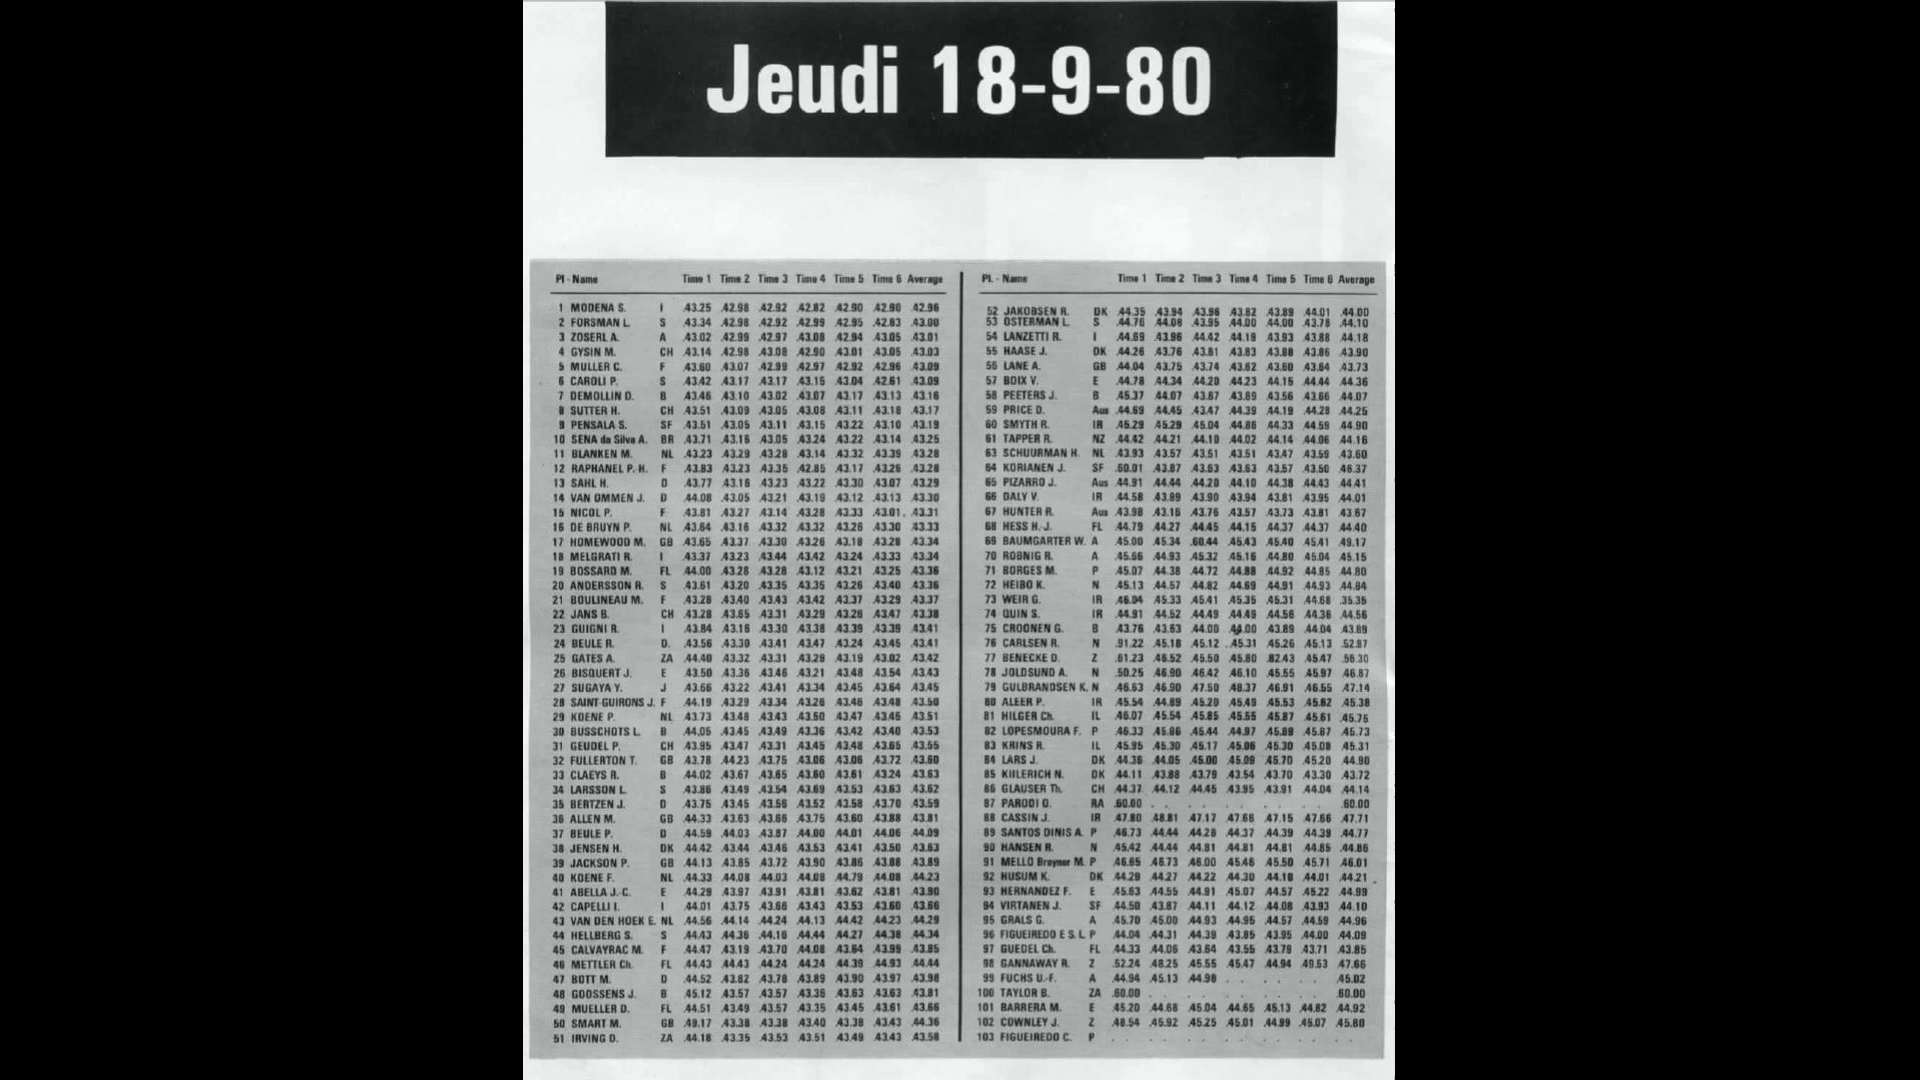 Jeudi 18-9-80
Pl - Name Time 1 Time 2 Time 3 Time 4 Time 5 Time 6 Average
1 MODENA S. I .43.25 .42.98 .42.92 .42.82 .42.90 .42.90 .42.96
2 FORSMAN L. S .43.34 .42.98 .42.92 .42.99 .42.95 .42.83 .43.00
3 ZOSERL A. A .43.02 .42.99 .42.97 .43.08 .42.94 .43.05 .43.01
4 GYSIN M. CH .43.14 .42.98 .43.08 .42.90 .43.01 .43.05 .43.03
5 MULLER C. F .43.60 .43.07 .42.99 .42.97 .42.92 .42.96 .43.09
6 CAROLI P. S .43.42 .43.17 .43.17 .43.15 .43.04 .42.61 .43.09
7 DEMOLLIN D. B .43.46 .43.10 .43.02 .43.07 .43.17 .43.13 .43.16
8 SUTTER H. CH .43.51 .43.09 .43.05 .43.08 .43.11 .43.18 .43.17
9 PENSALA S. SF .43.51 .43.05 .43.11 .43.15 .43.22 .43.10 .43.19
10 SENA da Silva A. BR .43.71 .43.16 .43.05 .43.24 .43.22 .43.14 .43.25
11 BLANKEN M. NL .43.23 .43.29 .43.28 .43.14 .43.32 .43.39 .43.28
12 RAPHANEL P.-H. F .43.83 .43.23 .43.35 .42.85 .43.17 .43.26 .43.28
13 SAHL H. D .43.77 .43.16 .43.23 .43.22 .43.30 .43.07 .43.29
14 VAN OMMEN J. D .44.08 .43.05 .43.21 .43.19 .43.12 .43.13 .43.30
15 NICOL P. F .43.81 .43.27 .43.14 .43.28 .43.33 .43.01. .43.31
16 DE BRUYN P. NL .43.64 .43.16 .43.32 .43.32 .43.26 .43.30 .43.33
17 HOMEWOOD M. GB .43.65 .43.37 .43.30 .43.26 .43.18 .43.28 .43.34
18 MELGRATI R. I .43.37 .43.23 .43.44 .43.42 .43.24 .43.33 .43.34
19 BOSSARD M. FL .44.00 .43.28 .43.28 .43.12 .43.21 .43.25 .43.36
20 ANDERSSON R. S .43.61 .43.20 .43.35 .43.35 .43.26 .43.40 .43.36
21 BOULINEAU M. F .43.28 .43.40 .43.43 .43.42 .43.37 .43.29 .43.37
22 JANS B. CH .43.28 .43.65 .43.31 .43.29 .43.26 .43.47 .43.38
23 GUIGNI R. I .43.84 .43.16 .43.30 .43.38 .43.39 .43.39 .43.41
24 BEULE R. D. .43.56 .43.30 .43.41 .43.47 .43.24 .43.45 .43.41
25 GATES A. ZA .44.40 .43.32 .43.31 .43.29 .43.19 .43.02 .43.42
26 BISQUERT J. E .43.50 .43.36 .43.46 .43.21 .43.48 .43.54 .43.43
27 SUGAYA Y. J .43.66 .43.22 .43.41 .43.34 .43.45 .43.64 .43.45
28 SAINT-GUIRONS J. F .44.19 .43.29 .43.34 .43.26 .43.46 .43.48 .43.50
29 KOENE P. NL .43.73 .43.48 .43.43 .43.50 .43.47 .43.45 .43.51
30 BUSSCHOTS L. B .44.05 .43.45 .43.49 .43.36 .43.42 .43.40 .43.53
31 GEUDEL P. CH .43.95 .43.47 .43.31 .43.45 .43.48 .43.65 .43.55
32 FULLERTON T. GB .43.78 .44.23 .43.75 .43.06 .43.06 .43.72 .43.60
33 CLAEYS R. B .44.02 .43.67 .43.65 .43.60 .43.61 .43.24 .43.63
34 LARSSON L. S .43.86 .43.49 .43.54 .43.69 .43.53 .43.63 .43.62
35 BERTZEN J. D .43.75 .43.45 .43.56 .43.52 .43.58 .43.70 .43.59
36 ALLEN M. GB .44.33 .43.63 .43.66 .43.75 .43.60 .43.88 .43.81
37 BEULE P. D .44.59 .44.03 .43.87 .44.00 .44.01 .44.06 .44.09
38 JENSEN H. DK .44.42 .43.44 .43.46 .43.53 .43.41 .43.50 .43.63
39 JACKSON P. GB .44.13 .43.85 .43.72 .43.90 .43.86 .43.88 .43.89
40 KOENE F. NL .44.33 .44.08 .44.03 .44.08 .44.79 .44.08 .44.23
41 ABELLA J.-C. E .44.29 .43.97 .43.91 .43.81 .43.62 .43.81 .43.90
42 CAPELLI I. I .44.01 .43.75 .43.66 .43.43 .43.53 .43.60 .43.66
43 VAN DEN HOEK E. NL .44.56 .44.14 .44.24 .44.13 .44.42 .44.23 .44.29
44 HELLBERG S. S .44.43 .44.36 .44.16 .44.44 .44.27 .44.38 .44.34
45 CALVAYRAC M. F .44.47 .43.19 .43.70 .44.08 .43.64 .43.99 .43.85
46 METTLER Ch. FL .44.43 .44.43 .44.24 .44.24 .44.39 .44.93 .44.44
47 BOTT M. D .44.52 .43.82 .43.78 .43.89 .43.90 .43.97 .43.98
48 GOOSSENS J. B .45.12 .43.57 .43.57 .43.36 .43.63 .43.63 .43.81
49 MUELLER D. FL .44.51 .43.49 .43.57 .43.35 .43.45 .43.61 .43.66
50 SMART M. GB .49.17 .43.38 .43.38 .43.40 .43.38 .43.43 .44.36
51 IRVING D. ZA .44.18 .43.35 .43.53 .43.51 .43.49 .43.43 .43.58
PL. - Name Time 1 Time 2 Time 3 Time 4 Time 5 Time 6 Average
52 JAKOBSEN R. DK .44.35 .43.94 .43.96 .43.82 .43.89 .44.01 .44.00
53 OSTERMAN L. S .44.76 .44.08 .43.95 .44.00 .44.00 .43.78 .44.10
54 LANZETTI R. I .44.69 .43.96 .44.42 .44.19 .43.93 .43.88 .44.18
55 HAASE J. DK .44.26 .43.76 .43.81 .43.83 .43.88 .43.86 .43.90
56 LANE A. GB .44.04 .43.75 .43.74 .43.62 .43.60 .43.64 .43.73
57 BOIX V. E .44.78 .44.34 .44.20 .44.23 .44.15 .44.44 .44.36
58 PEETERS J. B .45.37 .44.07 .43.87 .43.89 .43.56 .43.66 .44.07
59 PRICE D. Aus .44.69 .44.45 .43.47 .44.39 .44.19 .44.28 .44.25
60 SMYTH R. IR .45.29 .45.29 .45.04 .44.86 .44.33 .44.59 .44.90
61 TAPPER R. NZ .44.42 .44.21 .44.10 .44.02 .44.14 .44.06 .44.16
63 SCHUURMAN H. NL .43.93 .43.57 .43.51 .43.51 .43.47 .43.59 .43.60
64 KORIANEN J. SF .60.01 .43.87 .43.63 .43.63 .43.57 .43.50 .46.37
65 PIZARRO J. Aus .44.91 .44.44 .44.20 .44.10 .44.38 .44.43 .44.41
66 DALY V. IR .44.58 .43.89 .43.90 .43.94 .43.81 .43.95 .44.01
67 HUNTER R. Aus .43.98 .43.16 .43.76 .43.57 .43.73 .43.81 .43.67
68 HESS H.-J. FL .44.79 .44.27 .44.45 .44.15 .44.37 .44.37 .44.40
69 BAUMGARTER W. A .45.00 .45.34 .60.44 .45.43 .45.40 .45.41 .49.17
70 ROBNIG R. A .45.66 .44.93 .45.32 .45.16 .44.80 .45.04 .45.15
71 BORGES M. P .45.07 .44.38 .44.72 .44.88 .44.92 .44.85 .44.80
72 HEIBO K. N .45.13 .44.57 .44.82 .44.69 .44.91 .44.93 .44.84
73 WEIR G. IR .46.04 .45.33 .45.41 .45.35 .45.31 .44.68 .35.35
74 QUIN S. IR .44.91 .44.52 .44.49 .44.49 .44.56 .44.36 .44.56
75 CROONEN G. B .43.76 .43.63 .44.00 .44.00 .43.89 .44.04 .43.89
76 CARLSEN R. N .91.22 .45.18 .45.12 .45.31 .45.26 .45.13 .52.87
77 BENECKE D. Z .61.23 .46.52 .45.50 .45.80 .82.43 .45.47 .56.30
78 JOLDSUND A. N .50.25 .46.90 .46.42 .46.10 .45.55 .45.97 .46.87
79 GULBRANDSEN K. N .46.63 .46.90 .47.50 .48.37 .46.91 .46.55 .47.14
80 ALEER P. IR .45.54 .44.89 .45.20 .45.49 .45.53 .45.62 .45.38
81 HILGER Ch. IL .46.07 .45.54 .45.85 .45.55 .45.87 .45.61 .45.75
82 LOPESMOURA F. P .46.33 .45.86 .45.44 .44.97 .45.89 .45.87 .45.73
83 KRINS R. IL .45.95 .45.30 .45.17 .45.06 .45.30 .45.08 .45.31
84 LARS J. DK .44.36 .44.05 .45.00 .45.09 .45.70 .45.20 .44.90
85 KIILERICH N. DK .44.11 .43.88 .43.79 .43.54 .43.70 .43.30 .43.72
86 GLAUSER Th. CH .44.37 .44.12 .44.45 .43.95 .43.91 .44.04 .44.14
87 PARODI O. RA .60.00 . . . . . .60.00
88 CASSIN J. IR .47.80 .48.81 .47.17 .47.66 .47.15 .47.66 .47.71
89 SANTOS DINIS A. P .46.73 .44.44 .44.28 .44.37 .44.39 .44.39 .44.77
90 HANSEN R. N .45.42 .44.44 .44.81 .44.81 .44.81 .44.85 .44.86
91 MELLO Breyner M. P .46.65 .46.73 .46.00 .45.46 .45.50 .45.71 .46.01
92 HUSUM K. DK .44.29 .44.27 .44.22 .44.30 .44.18 .44.01 .44.21
93 HERNANDEZ F. E .45.63 .44.55 .44.91 .45.07 .44.57 .45.22 .44.99
94 VIRTANEN J. SF .44.50 .43.87 .44.11 .44.12 .44.08 .43.93 .44.10
95 GRALS G. A .45.70 .45.00 .44.93 .44.95 .44.57 .44.59 .44.96
96 FIGUEIREDO E S. L. P .44.04 .44.31 .44.39 .43.85 .43.95 .44.00 .44.09
97 GUEDEL Ch. FL .44.33 .44.06 .43.64 .43.55 .43.79 .43.71 .43.85
98 GANNAWAY R. Z .52.24 .48.25 .45.55 .45.47 .44.94 .49.53 .47.66
99 FUCHS U.-F. A .44.94 .45.13 .44.98 . . . .45.02
100 TAYLOR B. ZA .60.00 . . . . . .60.00
101 BARRERA M. E .45.20 .44.68 .45.04 .44.65 .45.13 .44.82 .44.92
102 COWNLEY J. Z .48.54 .45.92 .45.25 .45.01 .44.99 .45.07 .45.80
103 FIGUEIREDO C. P . . . . . . .